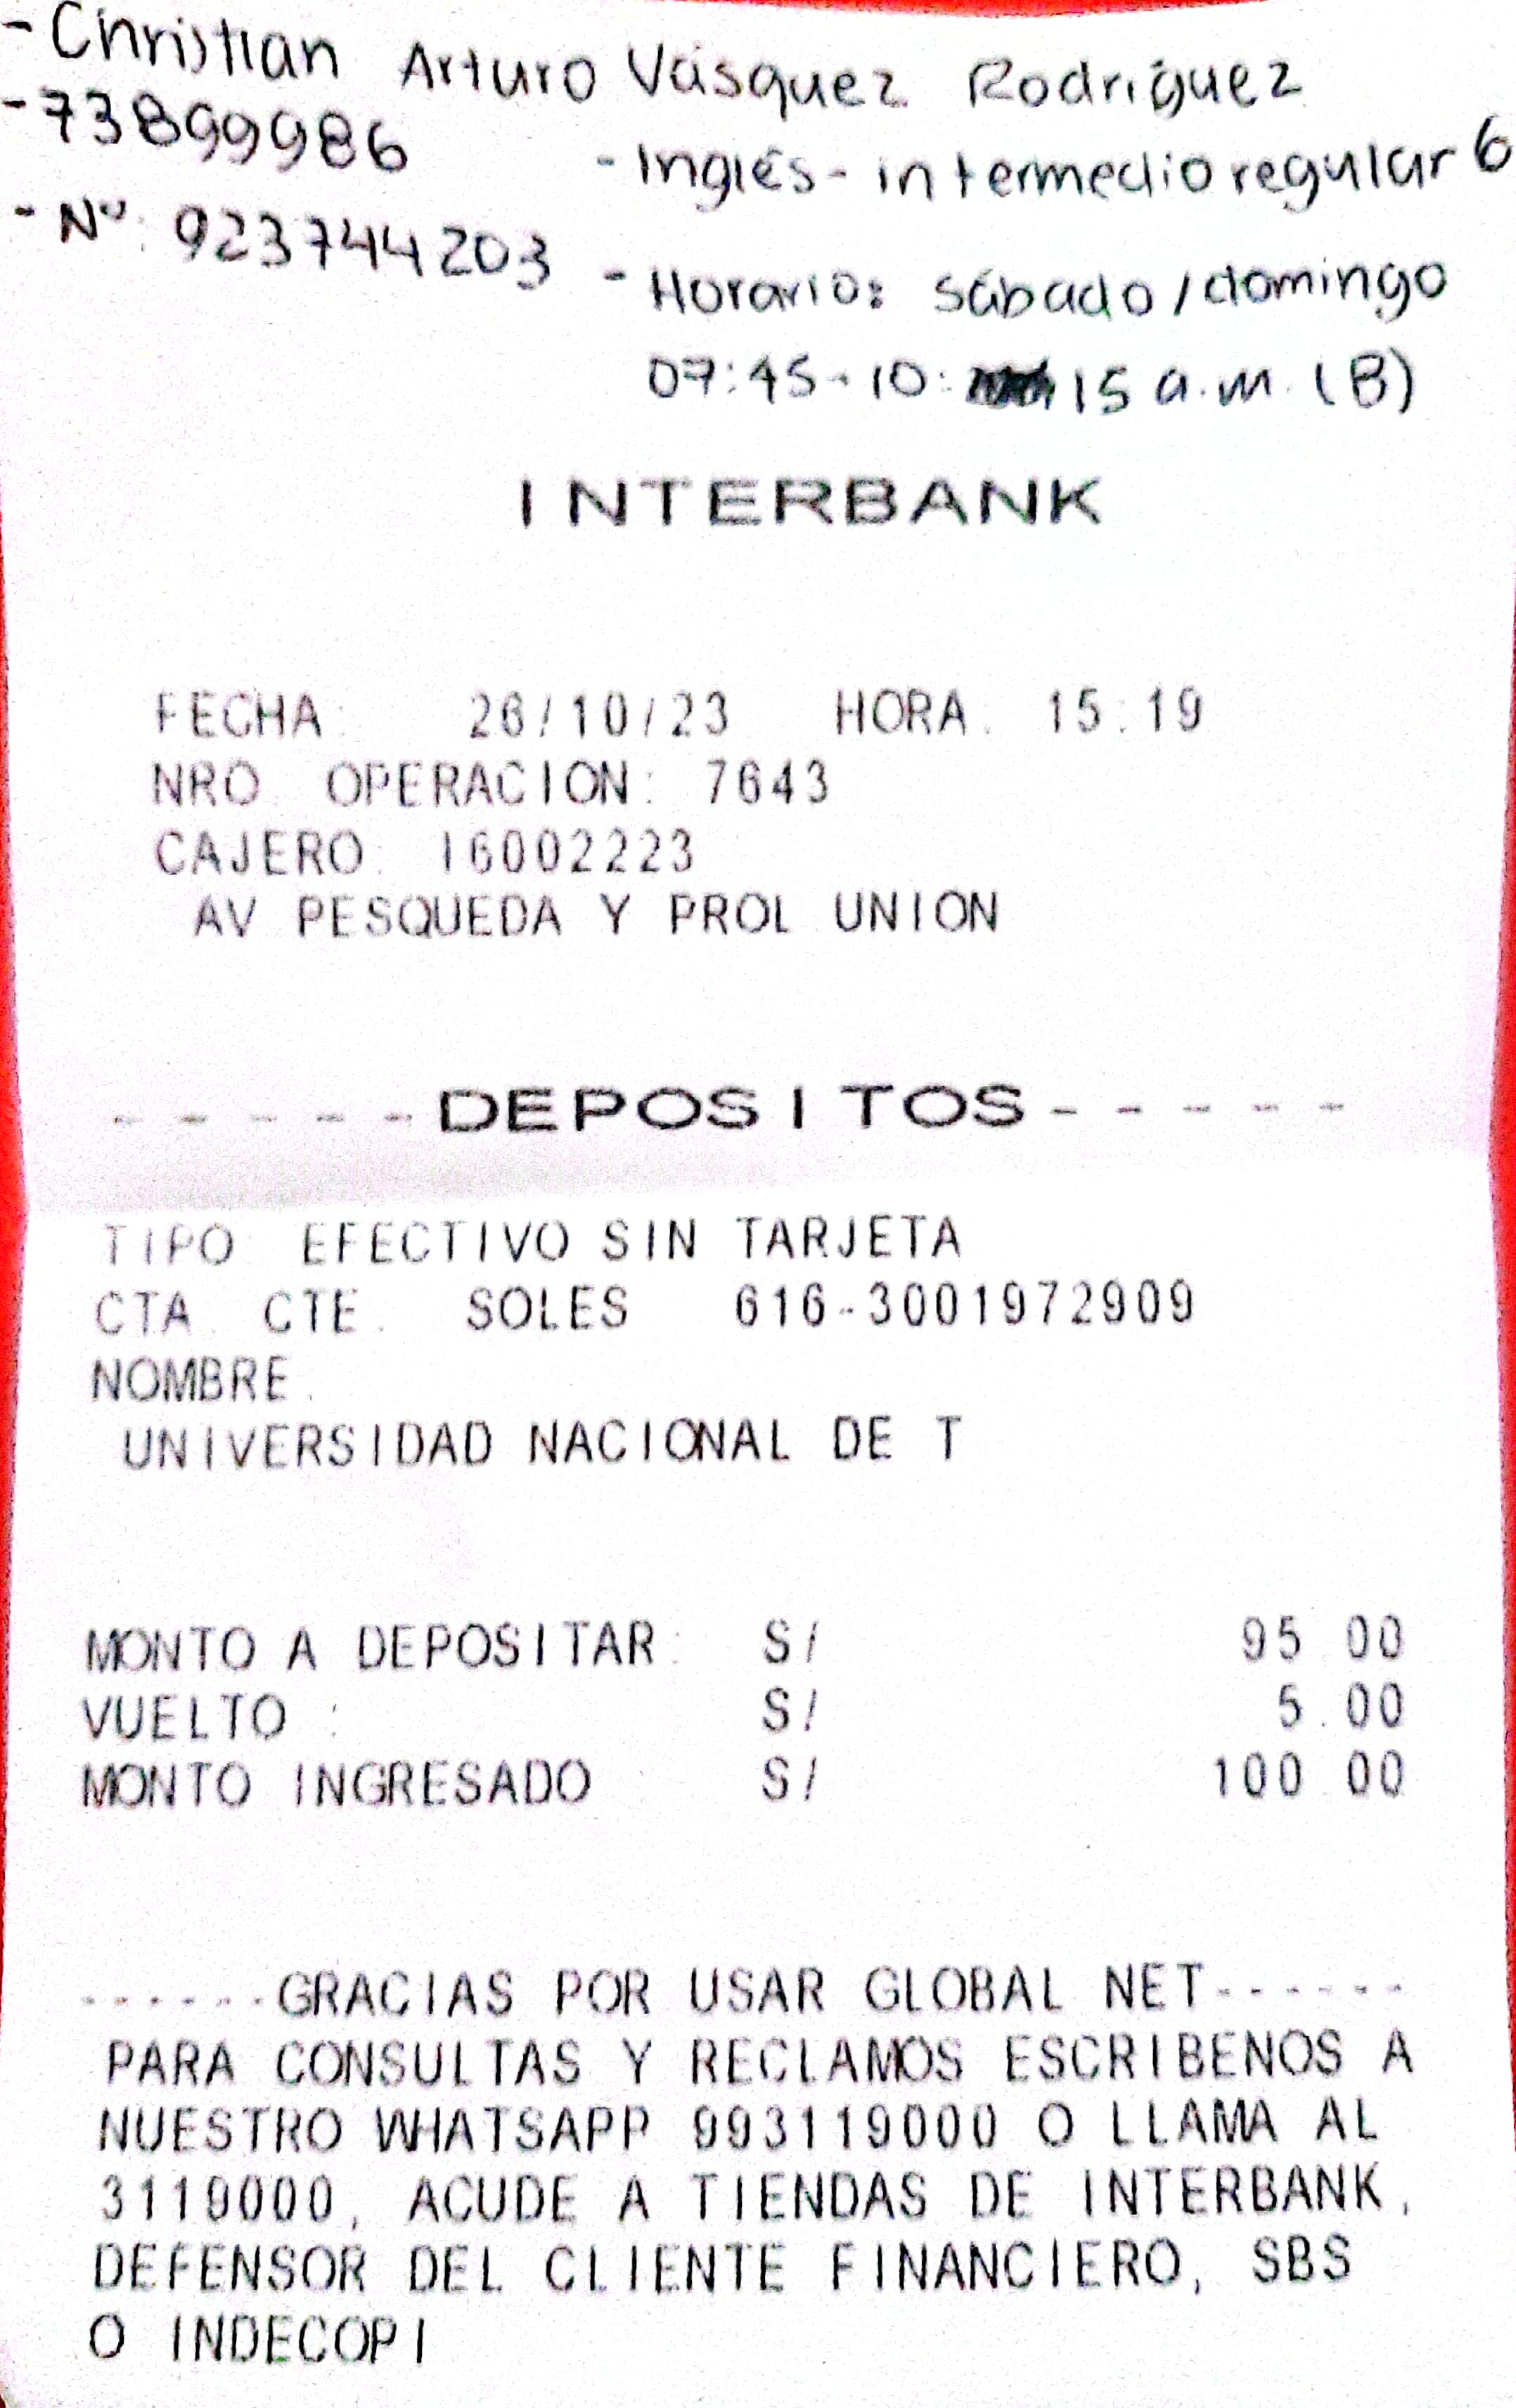 - Christian Arturo Vásquez Rodríguez
- 73899986
- Inglés - intermedio regular 6
- N°: 923744203
- Horario: sábado / domingo
07:45 - 10: 15 a.m. (B)
INTERBANK
FECHA: 26/10/23 HORA: 15:19
NRO. OPERACION: 7643
CAJERO: 16002223
AV PESQUEDA Y PROL UNION
-----DEPOSITOS-----
TIPO: EFECTIVO SIN TARJETA
CTA. CTE. SOLES 616-3001972909
NOMBRE:
UNIVERSIDAD NACIONAL DE T
MONTO A DEPOSITAR: S/ 95.00
VUELTO : S/ 5.00
MONTO INGRESADO : S/ 100.00
------GRACIAS POR USAR GLOBAL NET------
PARA CONSULTAS Y RECLAMOS ESCRIBENOS A
NUESTRO WHATSAPP 993119000 O LLAMA AL
3119000, ACUDE A TIENDAS DE INTERBANK,
DEFENSOR DEL CLIENTE FINANCIERO, SBS
O INDECOPI